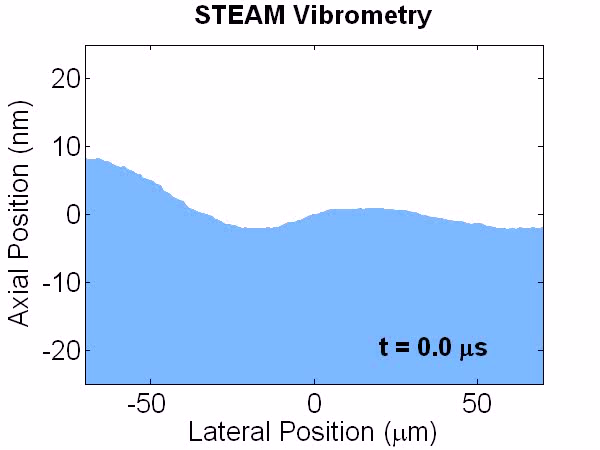 STEAM Vibrometry
Axial Position (nm)
20
10
0
-10
-20
t = 0.0 μs
-50
0
50
Lateral Position (μm)